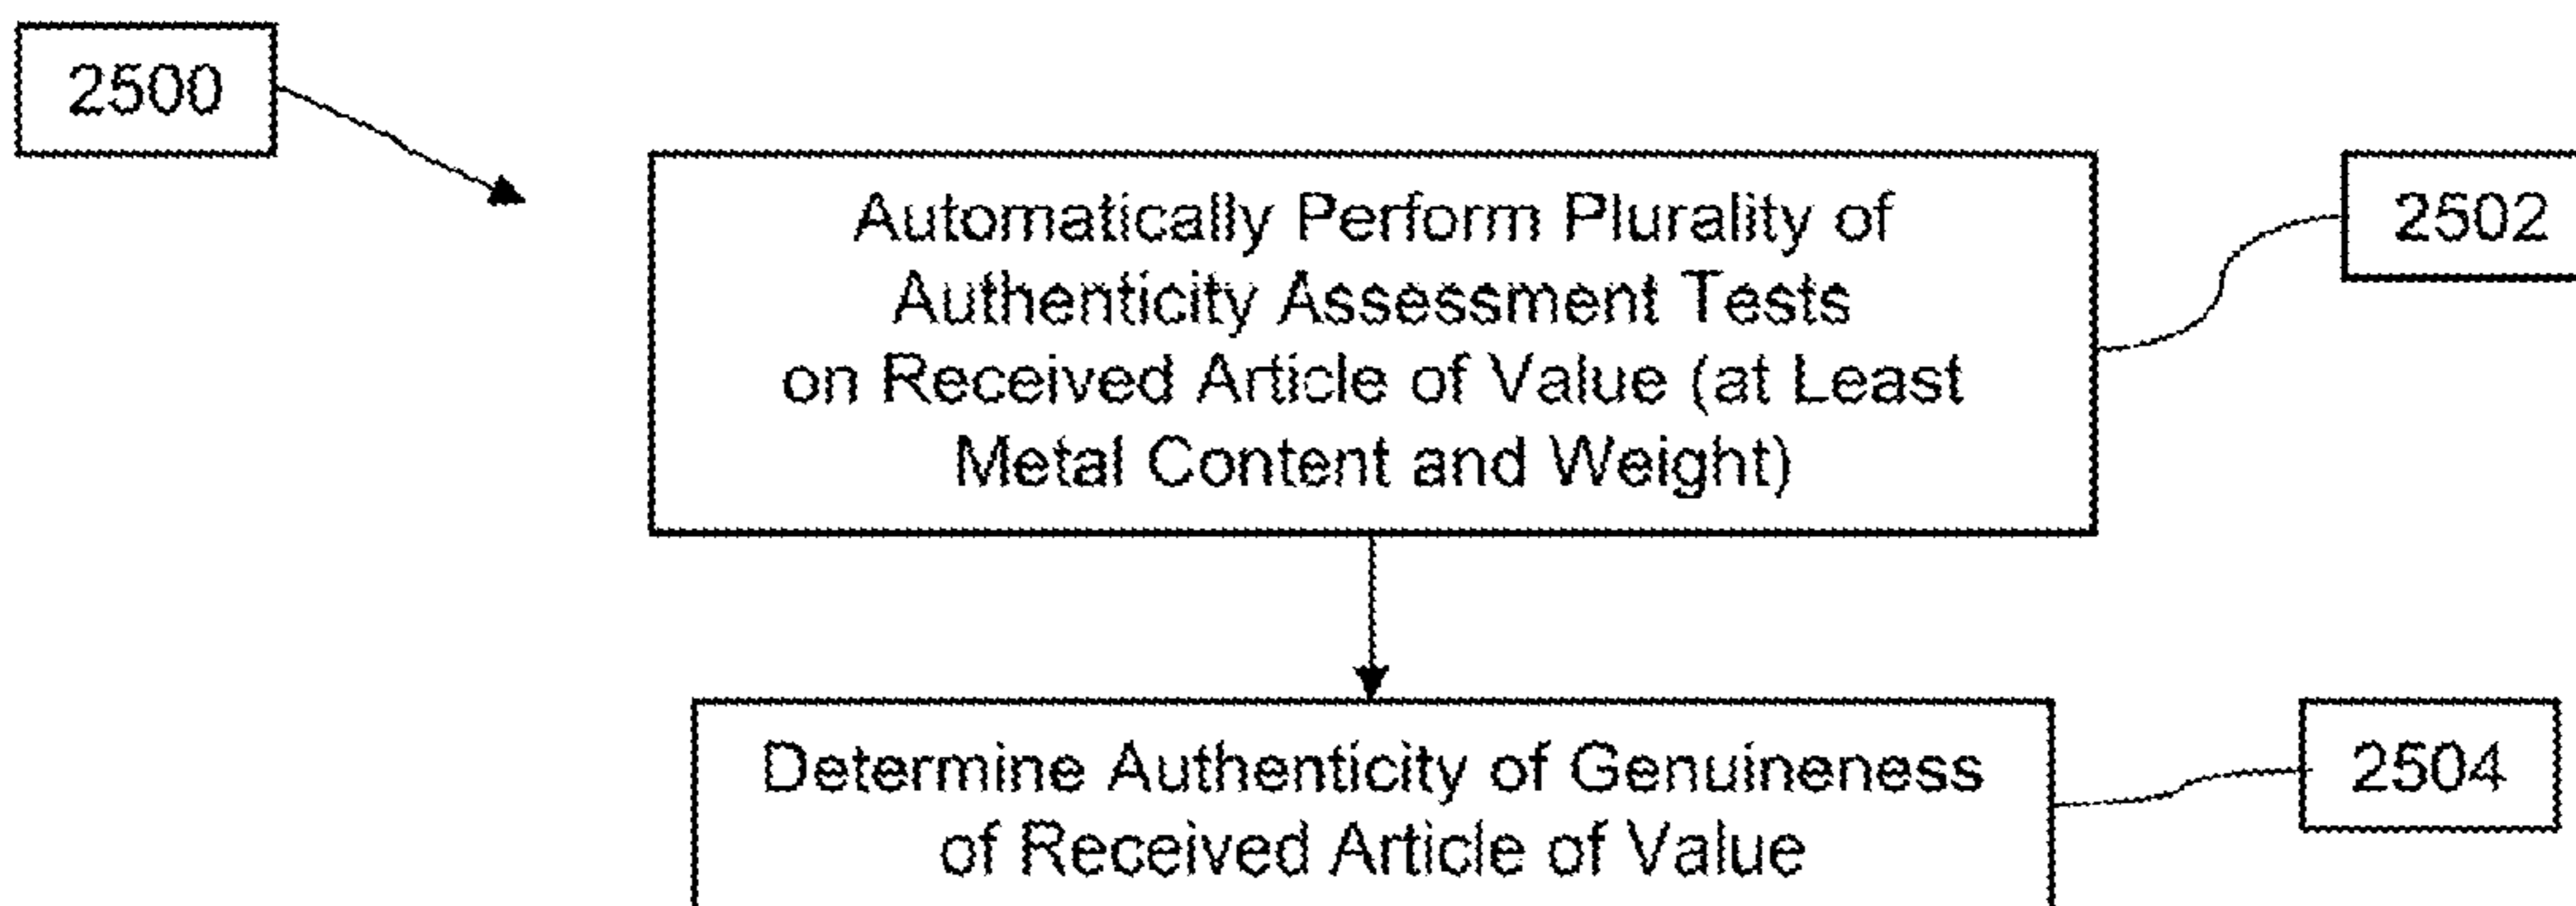 2500
Automatically Perform Plurality of
Authenticity Assessment Tests
on Received Article of Value (at Least
Metal Content and Weight)
2502
Determine Authenticity of Genuineness
of Received Article of Value
2504